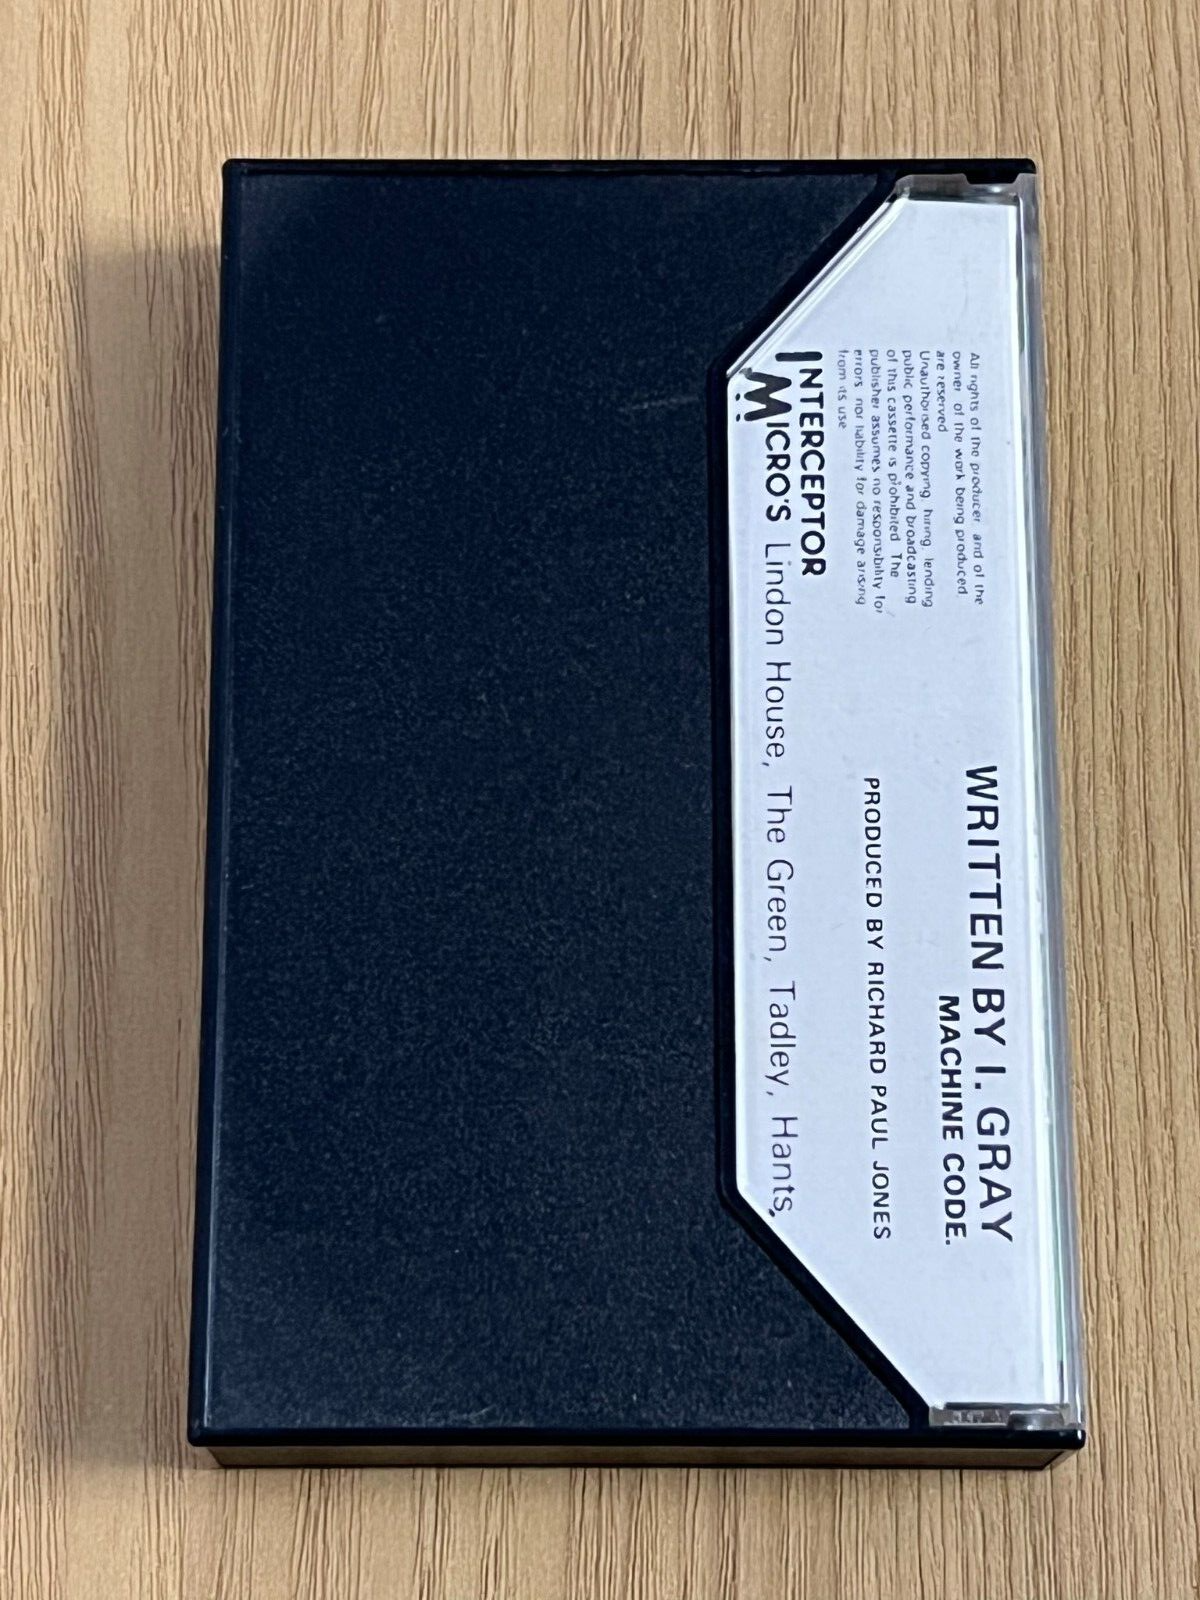 WRITTEN BY I. GRAY
MACHINE CODE.
PRODUCED BY RICHARD PAUL JONES
All rights of the producer and of the
owner of the work being produced
are reserved
Unauthorised copying hiring lending
public performance and broadcasting
of this cassette is prohibited The
publisher assumes no responsibility for
errors nor liability for damage arising
from its use
INTERCEPTOR
MICRO'S Lindon House, The Green, Tadley, Hants.